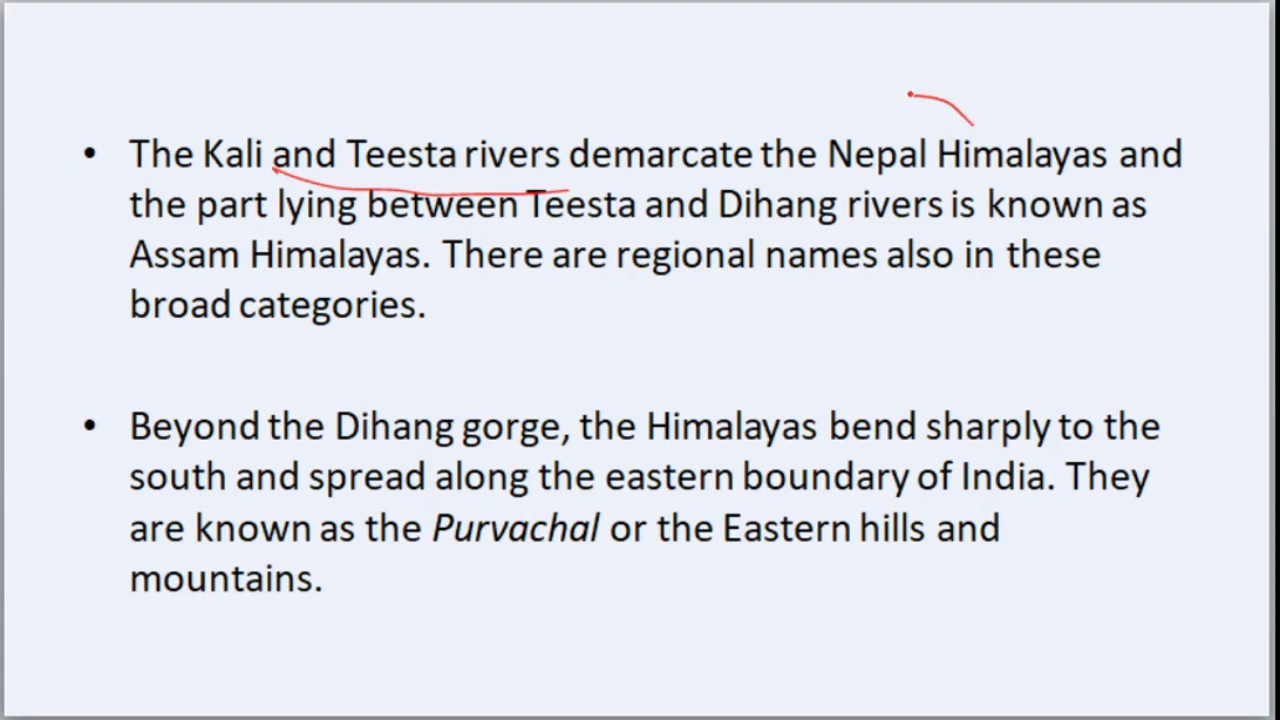 • The Kali and Teesta rivers demarcate the Nepal Himalayas and
the part lying between Teesta and Dihang rivers is known as
Assam Himalayas. There are regional names also in these
broad categories.
• Beyond the Dihang gorge, the Himalayas bend sharply to the
south and spread along the eastern boundary of India. They
are known as the Purvachal or the Eastern hills and
mountains.